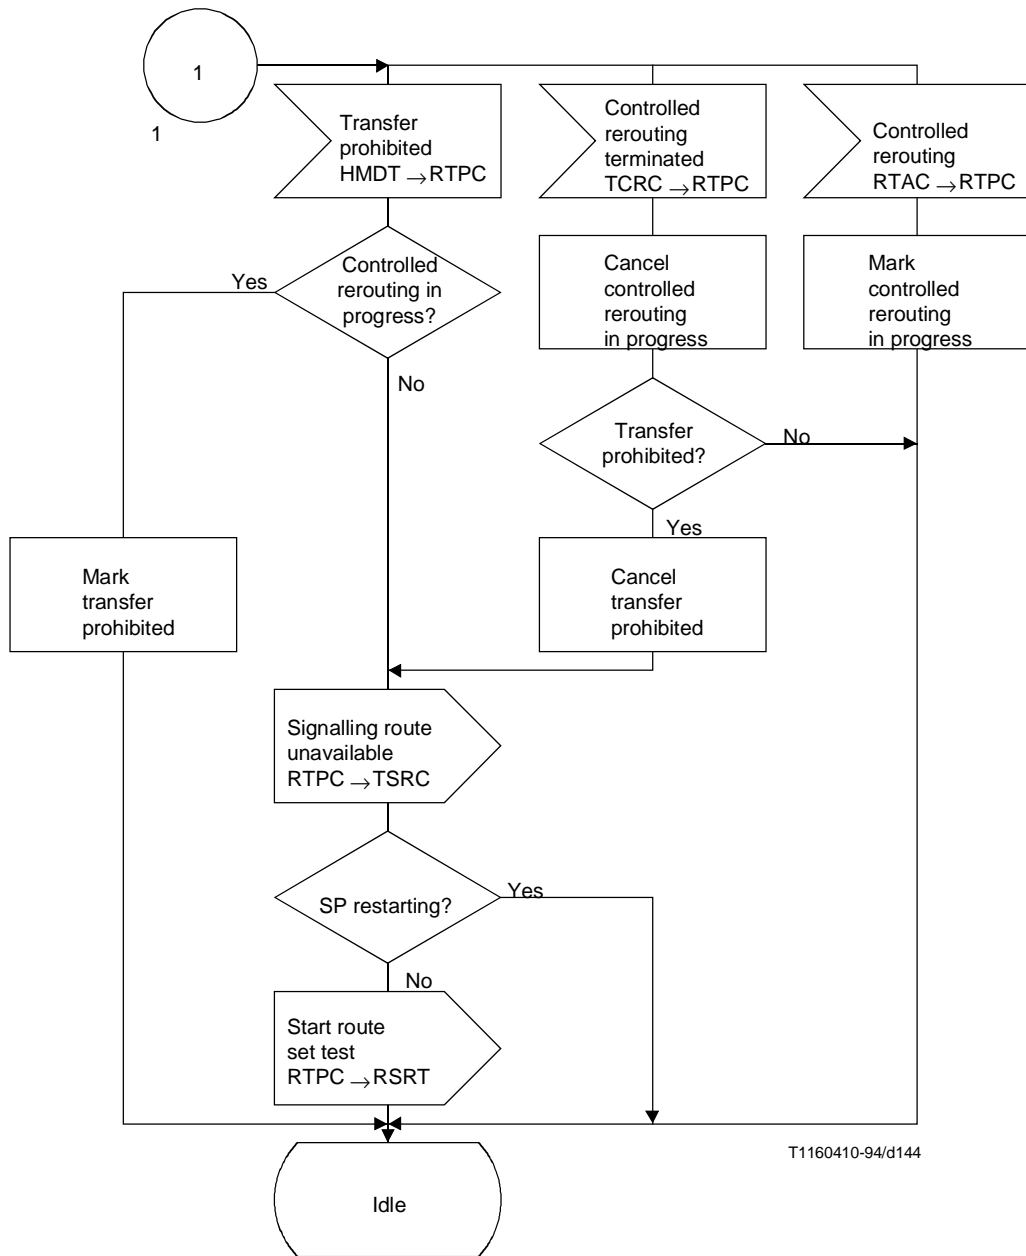 1
1
Transfer
prohibited
HMDT → RTPC
Controlled
rerouting
terminated
TCRC → RTPC
Controlled
rerouting
RTAC → RTPC
Yes
Controlled
rerouting in
progress?
No
Cancel
controlled
rerouting
in progress
Mark
controlled
rerouting
in progress
Transfer
prohibited?
No
Yes
Mark
transfer
prohibited
Cancel
transfer
prohibited
Signalling route
unavailable
RTPC → TSRC
SP restarting?
Yes
No
Start route
set test
RTPC → RSRT
T1160410-94/d144
Idle